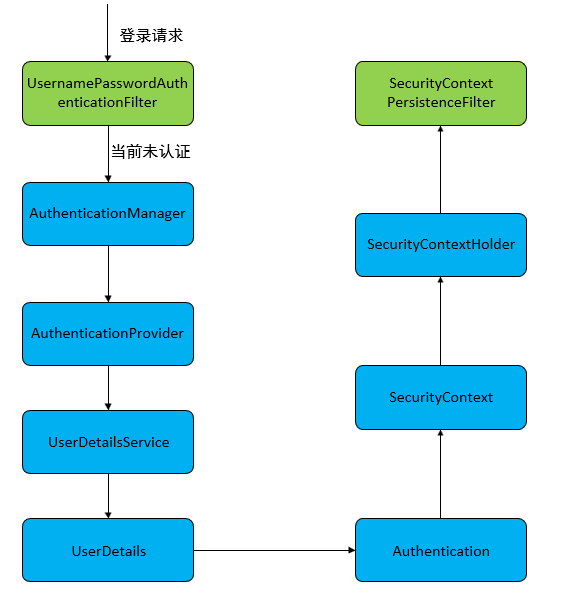 登录请求
UsernamePasswordAuth
enticationFilter
当前未认证
AuthenticationManager
AuthenticationProvider
UserDetailsService
UserDetails
Authentication
SecurityContext
SecurityContextHolder
SecurityContext
PersistenceFilter